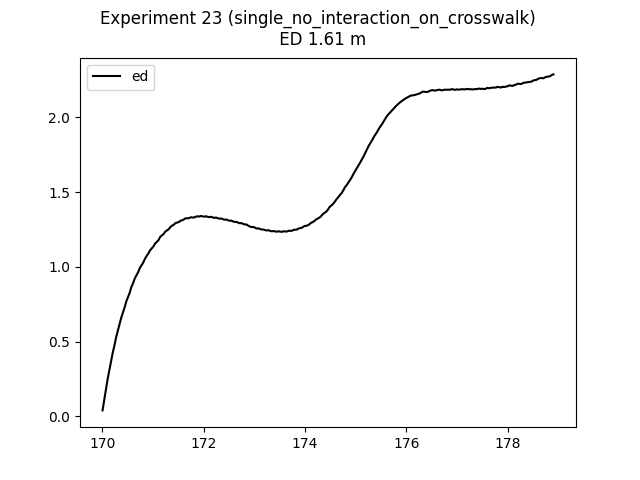 Experiment 23 (single_no_interaction_on_crosswalk)
ED 1.61 m
ed
2.0
1.5
1.0
0.5
0.0
170 172 174 176 178